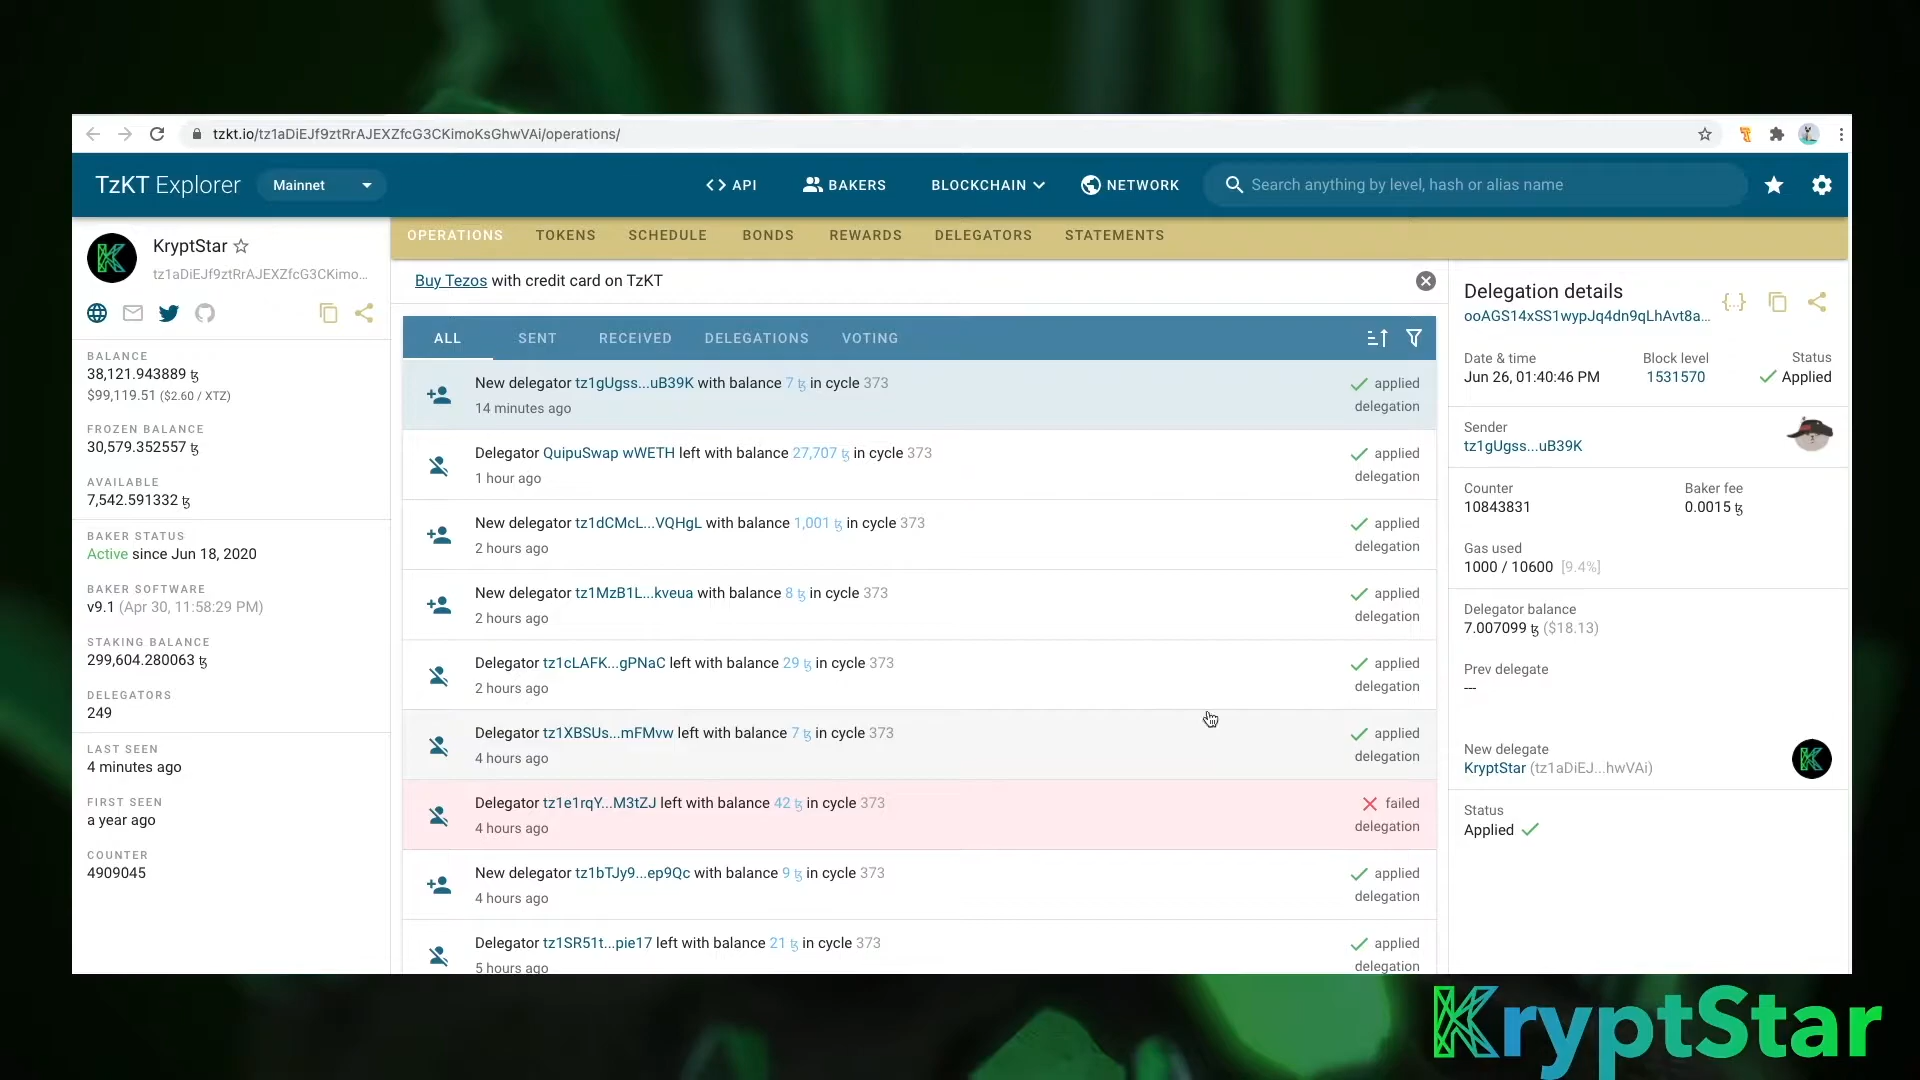 tzkt.io/tz1aDiEJf9ztRrAJEXZfcG3CKimoKsGhwVAi/operations/
TzKT Explorer
Mainnet
<> API
BAKERS
BLOCKCHAIN
NETWORK
Search anything by level, hash or alias name
KryptStar
tz1aDiEJf9ztRrAJEXZfcG3CKimo...
BALANCE
38,121.943889 ꜩ
$99,119.51 ($2.60 / XTZ)
FROZEN BALANCE
30,579.352557 ꜩ
AVAILABLE
7,542.591332 ꜩ
BAKER STATUS
Active since Jun 18, 2020
BAKER SOFTWARE
v9.1 (Apr 30, 11:58:29 PM)
STAKING BALANCE
299,604.280063 ꜩ
DELEGATORS
249
LAST SEEN
4 minutes ago
FIRST SEEN
a year ago
COUNTER
4909045
OPERATIONS
TOKENS
SCHEDULE
BONDS
REWARDS
DELEGATORS
STATEMENTS
Buy Tezos with credit card on TzKT
ALL
SENT
RECEIVED
DELEGATIONS
VOTING
New delegator tz1gUgss...uB39K with balance 7 ꜩ in cycle 373
14 minutes ago
applied
delegation
Delegator QuipuSwap wWETH left with balance 27,707 ꜩ in cycle 373
1 hour ago
applied
delegation
New delegator tz1dCMcL...VQHgL with balance 1,001 ꜩ in cycle 373
2 hours ago
applied
delegation
New delegator tz1MzB1L...kveua with balance 8 ꜩ in cycle 373
2 hours ago
applied
delegation
Delegator tz1cLAFK...gPNaC left with balance 29 ꜩ in cycle 373
2 hours ago
applied
delegation
Delegator tz1XBSUs...mFMvw left with balance 7 ꜩ in cycle 373
4 hours ago
applied
delegation
Delegator tz1e1rqY...M3tZJ left with balance 42 ꜩ in cycle 373
4 hours ago
failed
delegation
New delegator tz1bTJy9...ep9Qc with balance 9 ꜩ in cycle 373
4 hours ago
applied
delegation
Delegator tz1SR51t...pie17 left with balance 21 ꜩ in cycle 373
5 hours ago
applied
delegation
Delegation details
ooAGS14xSS1wypJq4dn9qLhAvt8a...
{...}
Date & time
Jun 26, 01:40:46 PM
Block level
1531570
Status
Applied
Sender
tz1gUgss...uB39K
Counter
10843831
Baker fee
0.0015 ꜩ
Gas used
1000 / 10600 [9.4%]
Delegator balance
7.007099 ꜩ ($18.13)
Prev delegate
---
New delegate
KryptStar (tz1aDiEJ...hwVAi)
Status
Applied
KryptStar